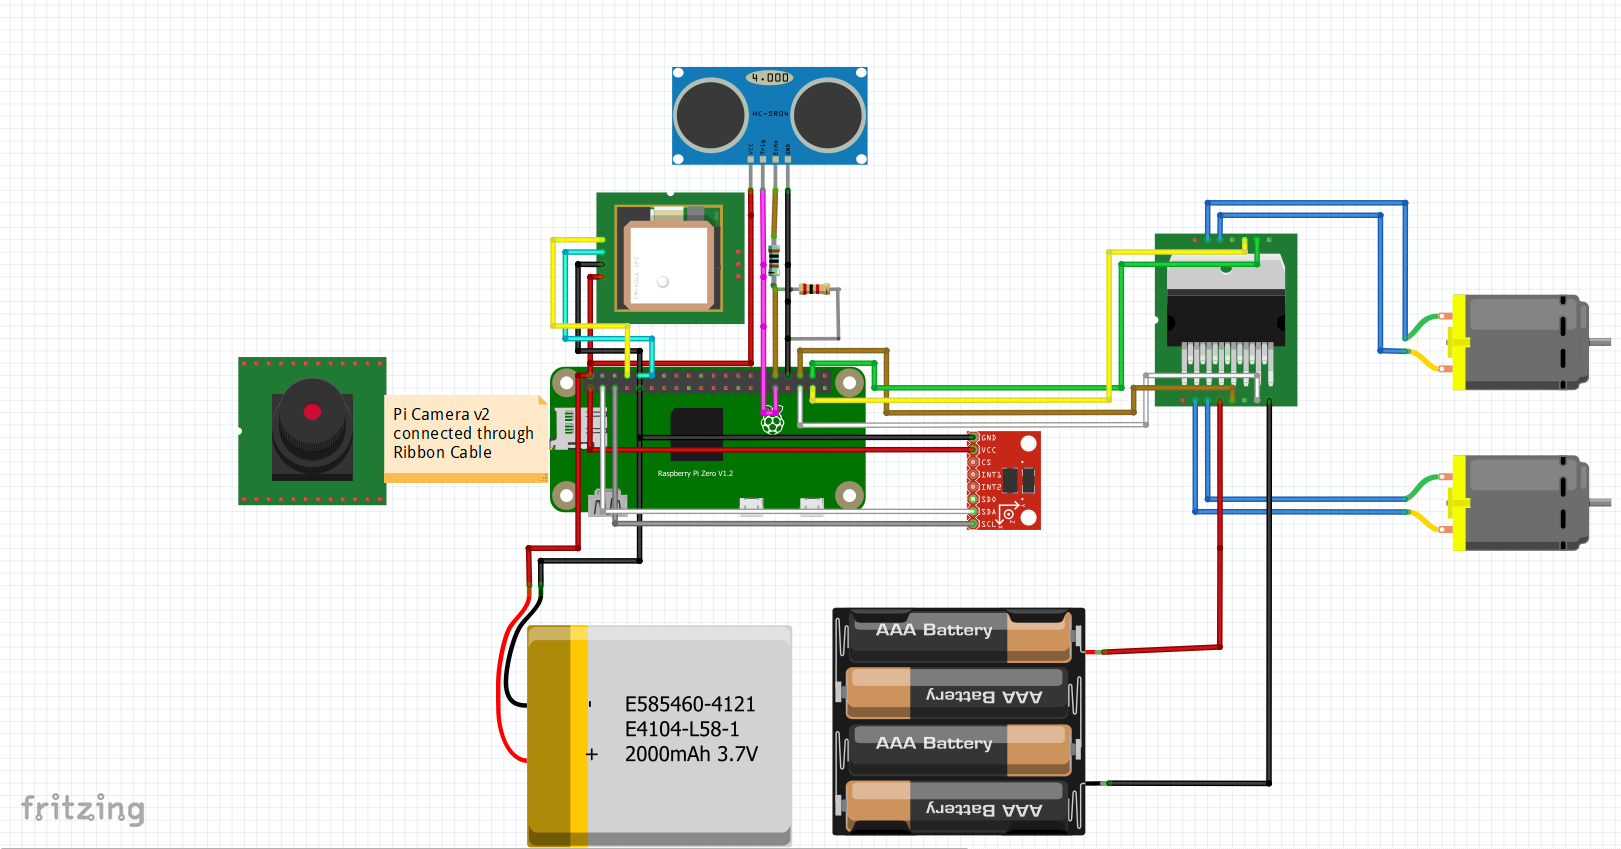 4.000
HC-SR04
VCC
Trig
Echo
GND
Pi Camera v2
connected through
Ribbon Cable
Raspberry Pi Zero V1.2
GND
VCC
CS
INT1
INT2
SDO
SDA
SCL
X
Y
Z
AAA Battery
AAA Battery
AAA Battery
AAA Battery
-
E585460-4121
E4104-L58-1
+
2000mAh 3.7V
fritzing